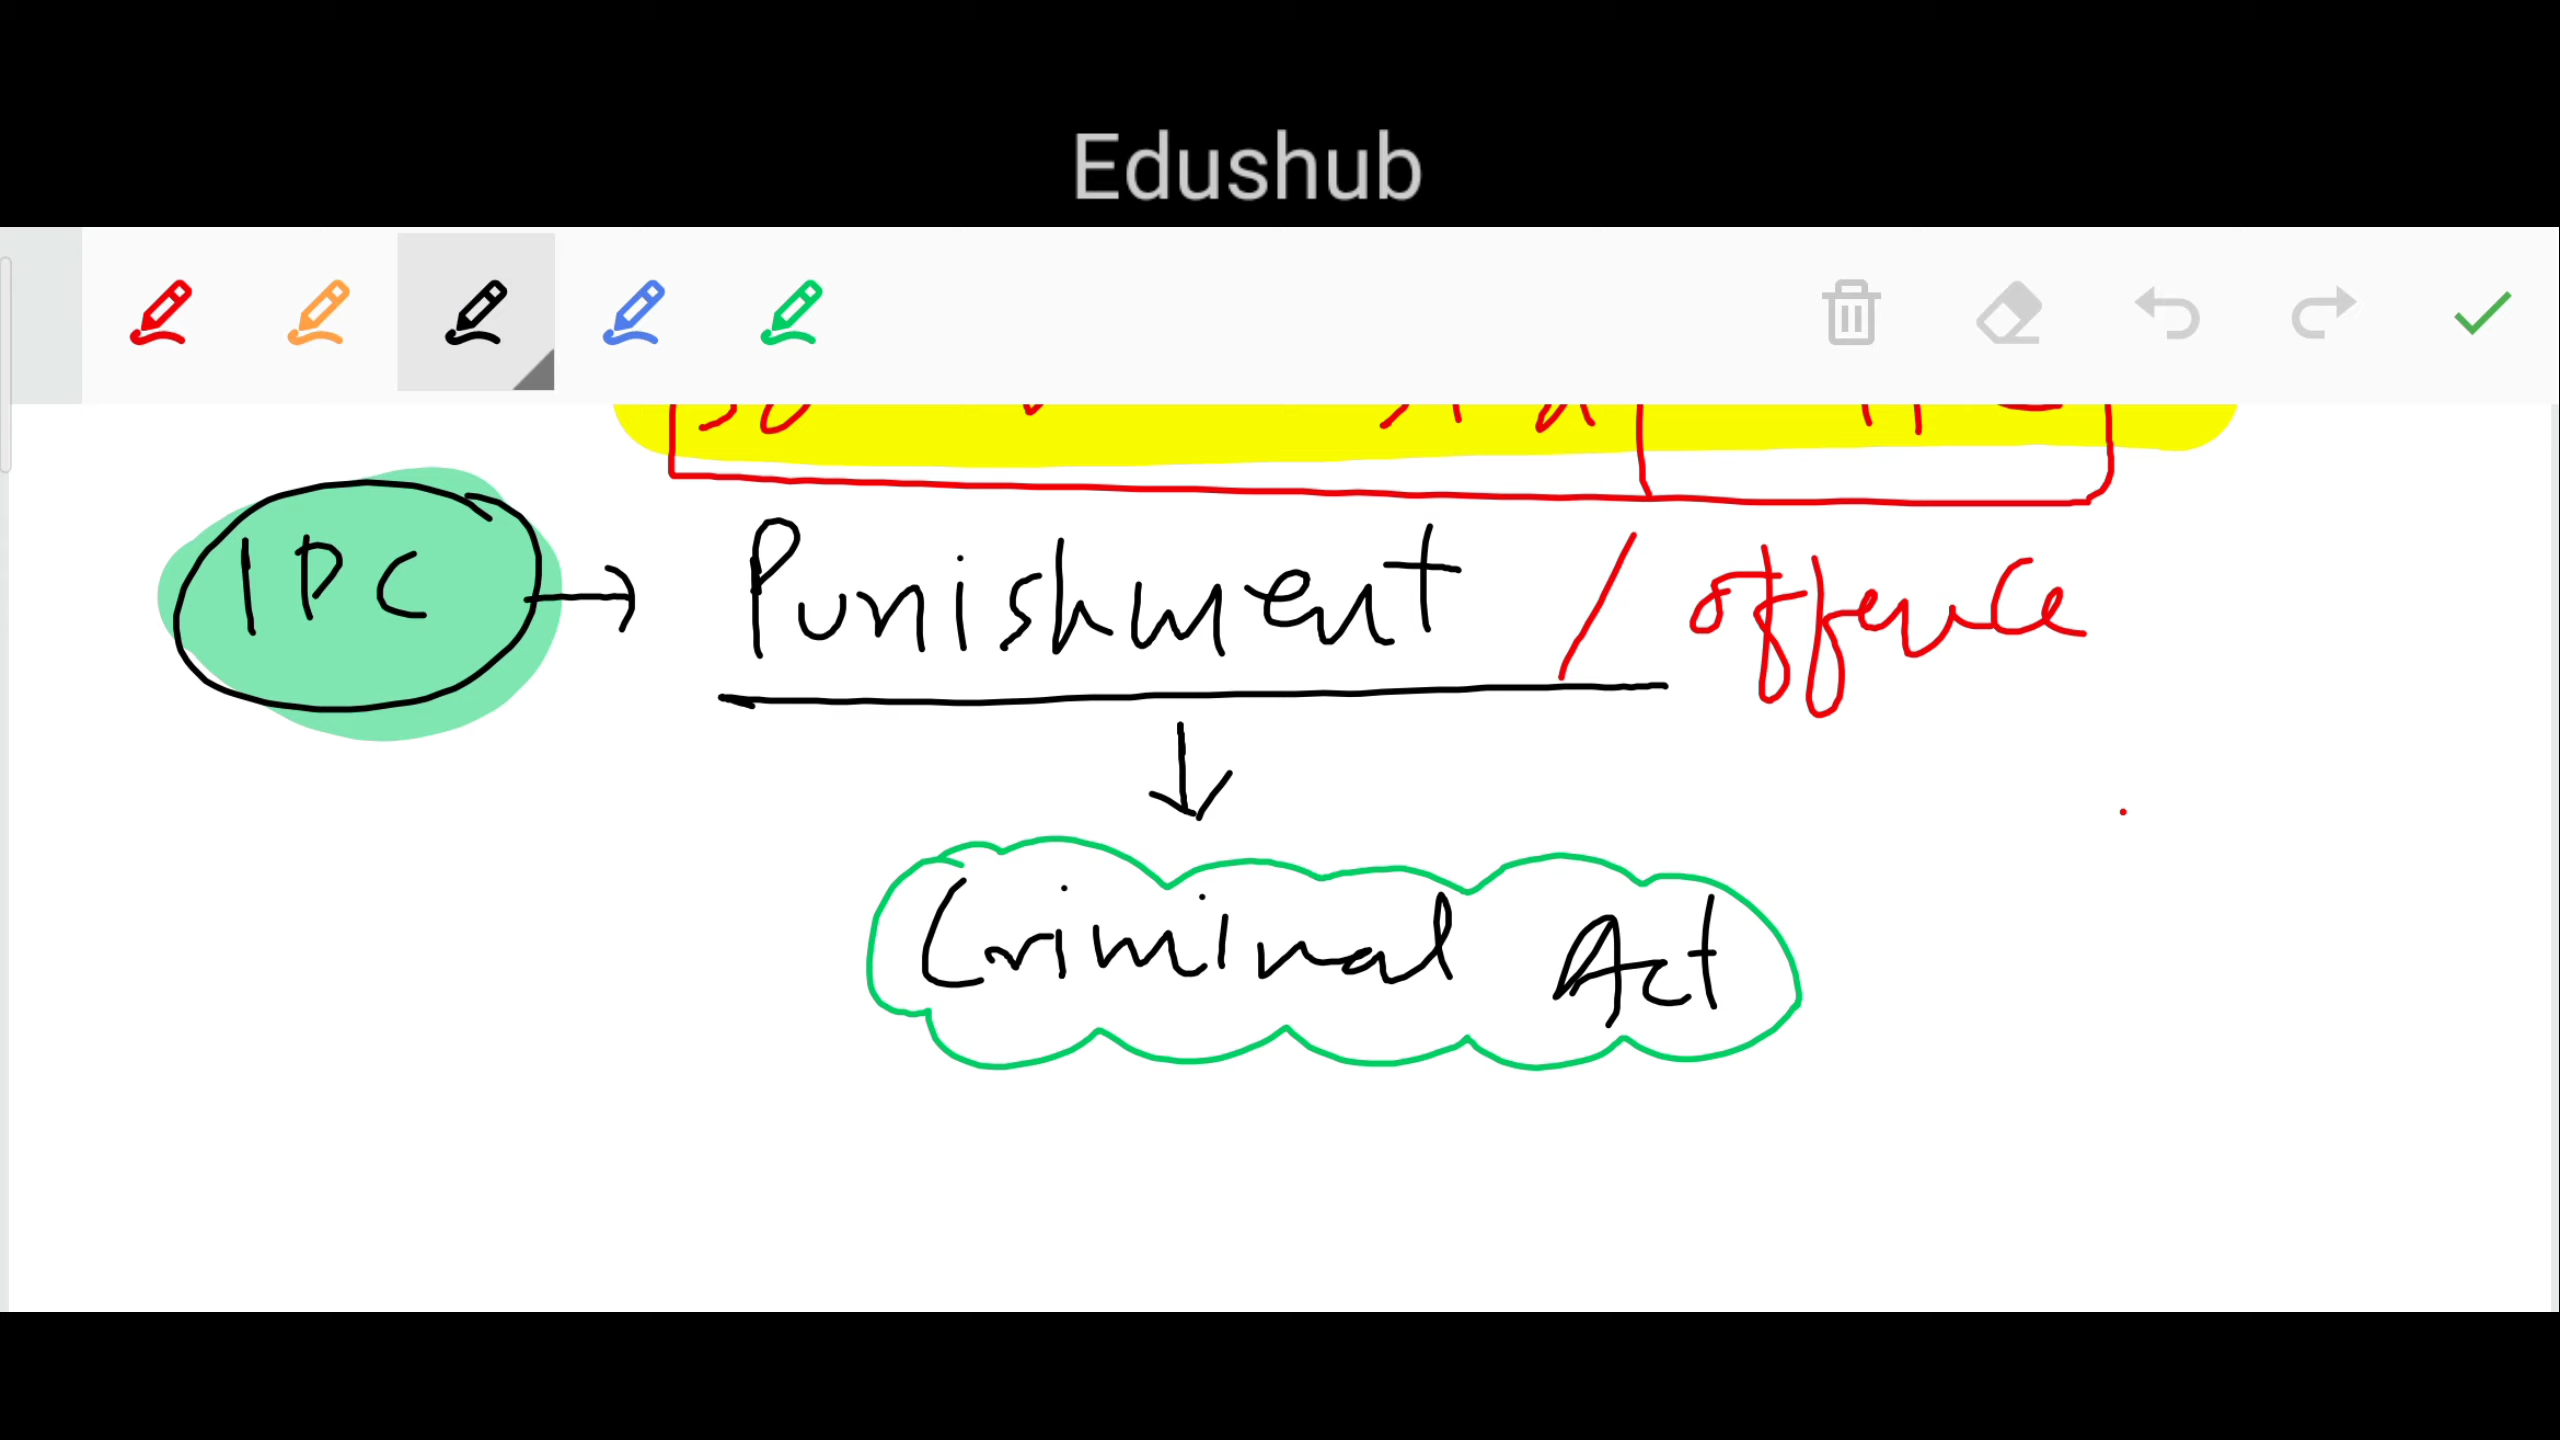 Edushub
IPC → Punishment / offence
↓
Criminal Act